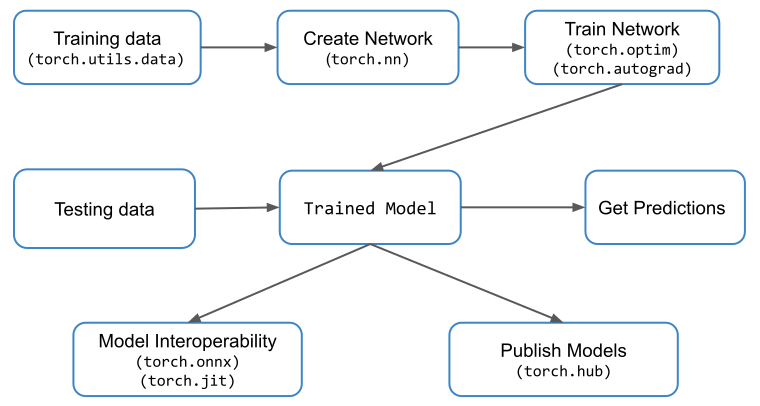 Training data
(torch.utils.data)
Create Network
(torch.nn)
Train Network
(torch.optim)
(torch.autograd)
Testing data
Trained Model
Get Predictions
Model Interoperability
(torch.onnx)
(torch.jit)
Publish Models
(torch.hub)